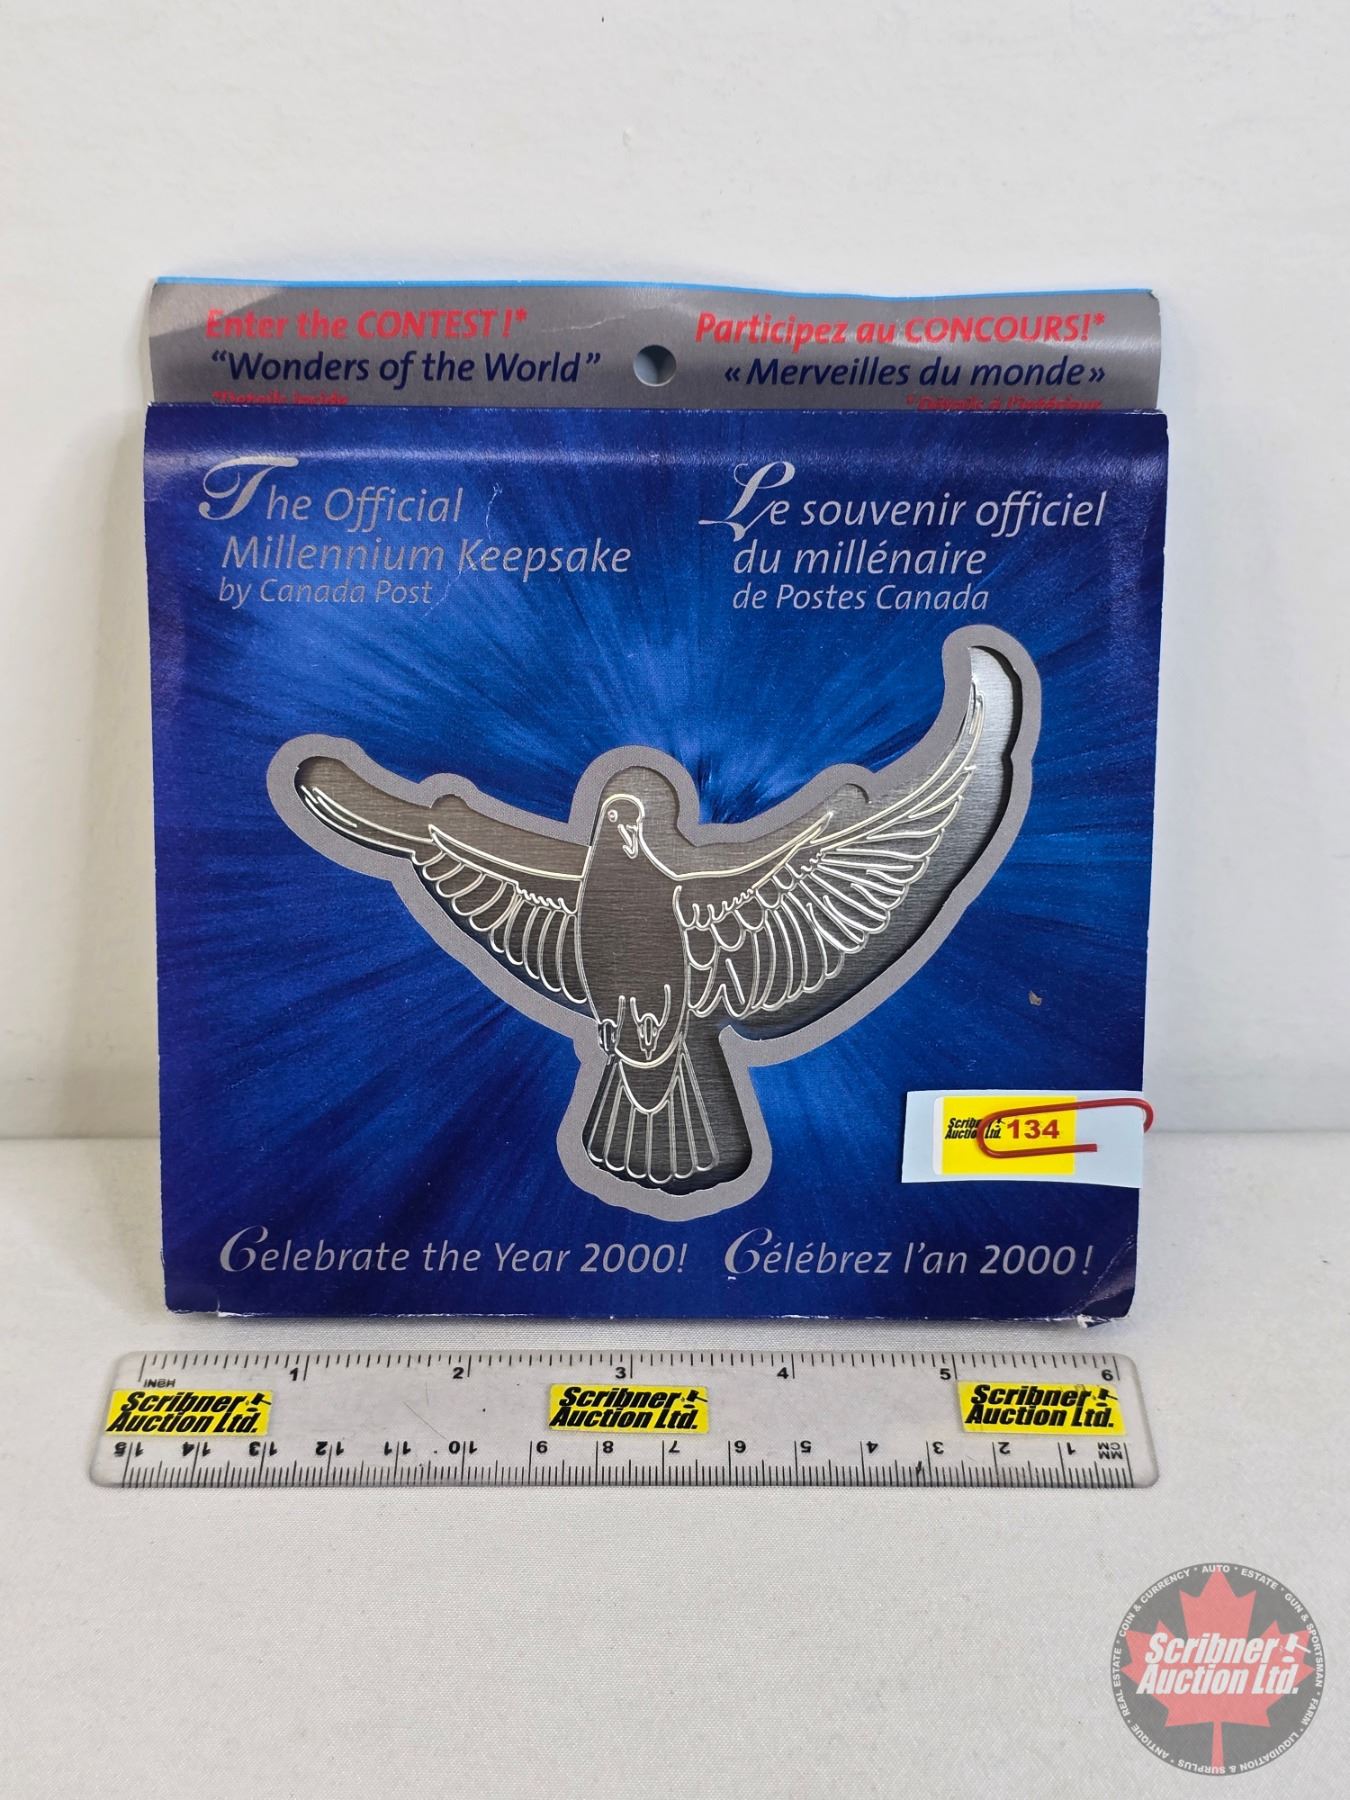 Enter the CONTEST!*
“Wonders of the World”
*Details inside
Participez au CONCOURS!*
« Merveilles du monde »
*Détails à l'intérieur
The Official
Millennium Keepsake
by Canada Post
Le souvenir officiel
du millénaire
de Postes Canada
Scribner
Auction Ltd.
134
Celebrate the Year 2000!
Célébrez l'an 2000!
1 2 3 4 5 6
INCH
Scribner
Auction Ltd.
Scribner
Auction Ltd.
Scribner
Auction Ltd.
15 14 13 12 11 10 9 8 7 6 5 4 3 2 1
MM
CM
COIN & CURRENCY • AUTO • ESTATE • GUN & SPORTSMAN • FARM • LIQUIDATION & SURPLUS • ANTIQUE • REAL ESTATE •
Scribner
Auction Ltd.